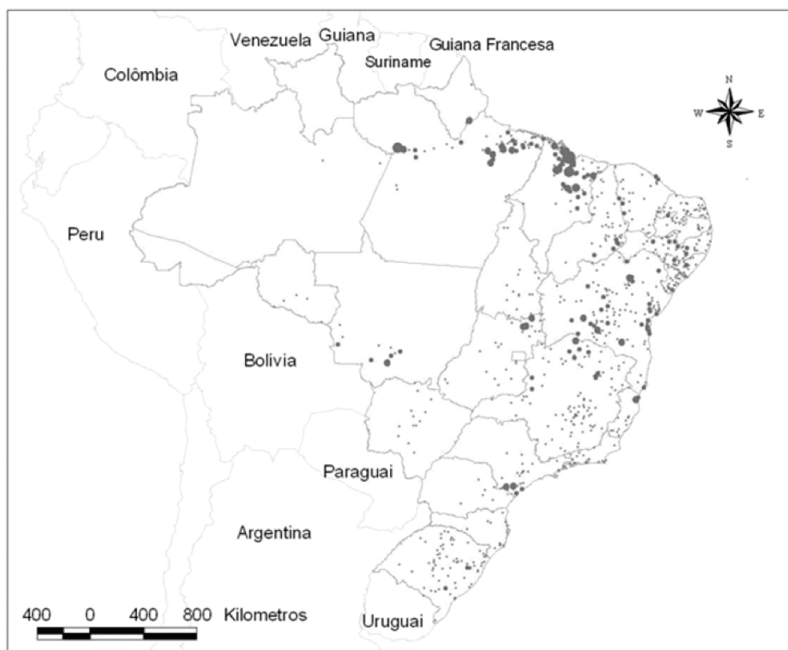 Venezuela
Guiana
Guiana Francesa
Suriname
Colômbia
N
W E
S
Peru
Bolivia
Paraguai
Argentina
400 0 400 800 Kilometros
Uruguai